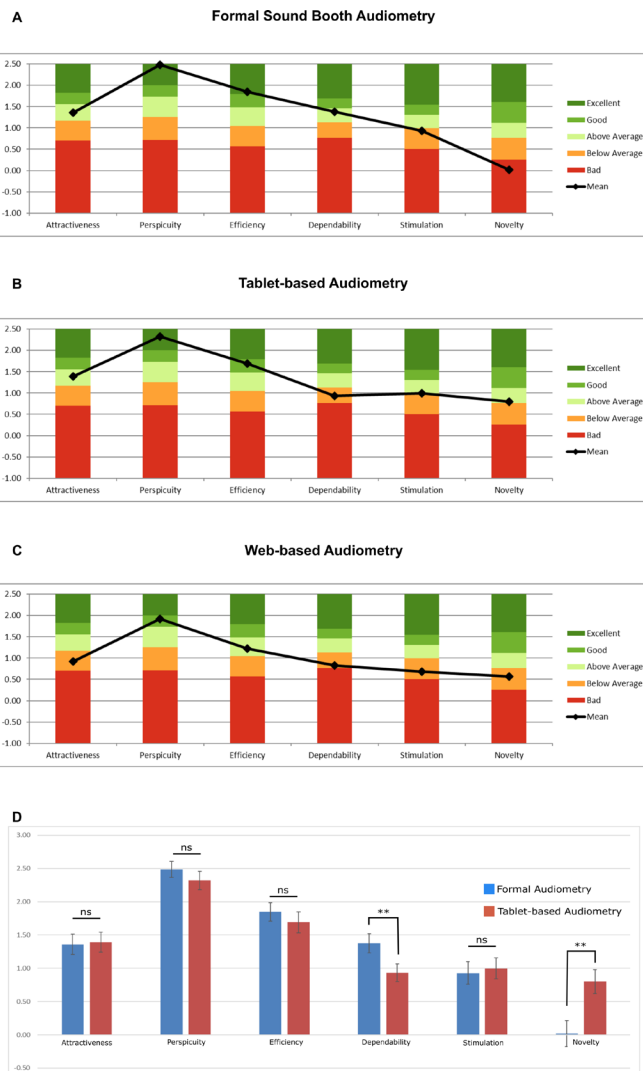 A
Formal Sound Booth Audiometry
2.50
2.00
1.50
1.00
0.50
0.00
-0.50
-1.00
Attractiveness Perspicuity Efficiency Dependability Stimulation Novelty
Excellent
Good
Above Average
Below Average
Bad
Mean
B
Tablet-based Audiometry
2.50
2.00
1.50
1.00
0.50
0.00
-0.50
-1.00
Attractiveness Perspicuity Efficiency Dependability Stimulation Novelty
Excellent
Good
Above Average
Below Average
Bad
Mean
C
Web-based Audiometry
2.50
2.00
1.50
1.00
0.50
0.00
-0.50
-1.00
Attractiveness Perspicuity Efficiency Dependability Stimulation Novelty
Excellent
Good
Above Average
Below Average
Bad
Mean
D
3.00
2.50
2.00
1.50
1.00
0.50
0.00
-0.50
ns
ns
ns
**
ns
**
Formal Audiometry
Tablet-based Audiometry
Attractiveness Perspicuity Efficiency Dependability Stimulation Novelty